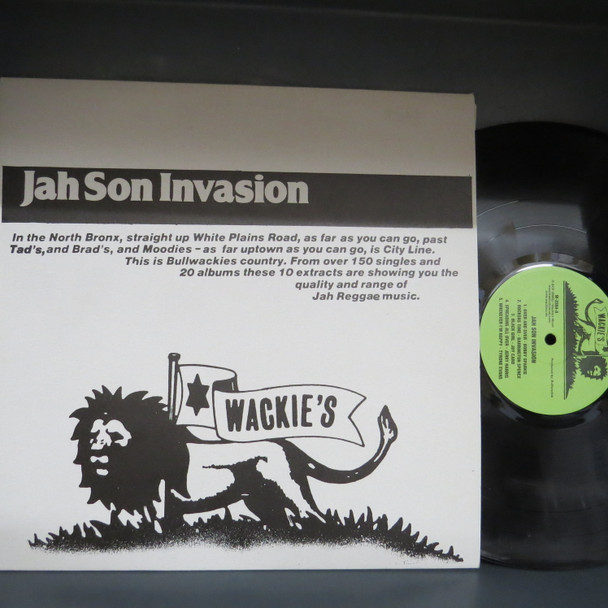 Jah Son Invasion
In the North Bronx, straight up White Plains Road, as far as you can go, past
Tad's, and Brad's, and Moodies – as far uptown as you can go, is City Line.
This is Bullwackies country. From over 150 singles and
20 albums these 10 extracts are showing you the
quality and range of
Jah Reggae music.
WACKIE'S
WACKIE'S
JAH SON INVASION